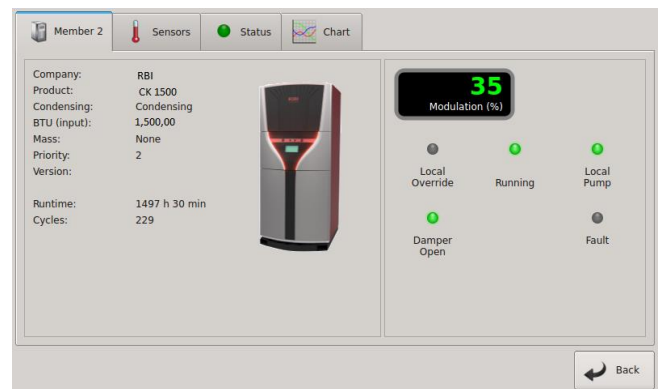 Member 2
Sensors
Status
Chart
Company: RBI
Product: CK 1500
Condensing: Condensing
BTU (input): 1,500,00
Mass: None
Priority: 2
Version:
Runtime: 1497 h 30 min
Cycles: 229
35
Modulation (%)
Local Override
Running
Local Pump
Damper Open
Fault
Back